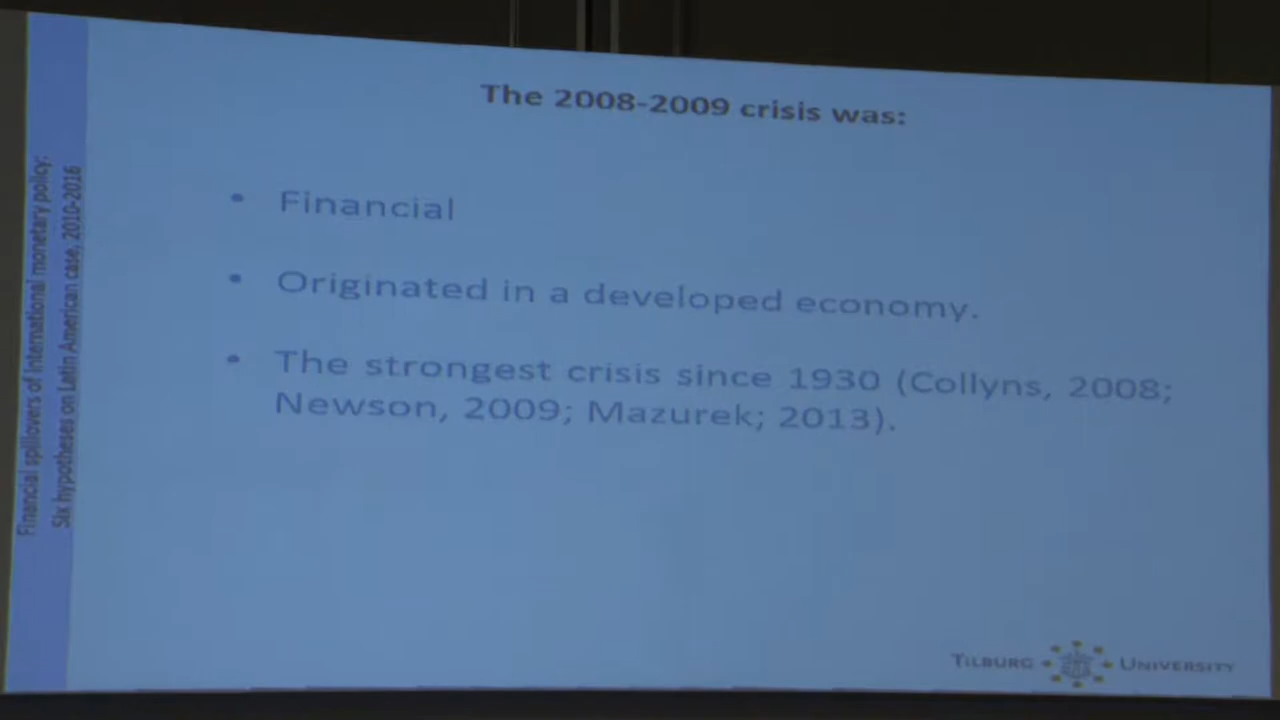 The 2008-2009 crisis was:
• Financial
• Originated in a developed economy.
• The strongest crisis since 1930 (Collyns, 2008;
Newson, 2009; Mazurek; 2013).
Financial spillovers of international monetary policy:
Six hypotheses on Latin American case, 2010-2016
TILBURG UNIVERSITY